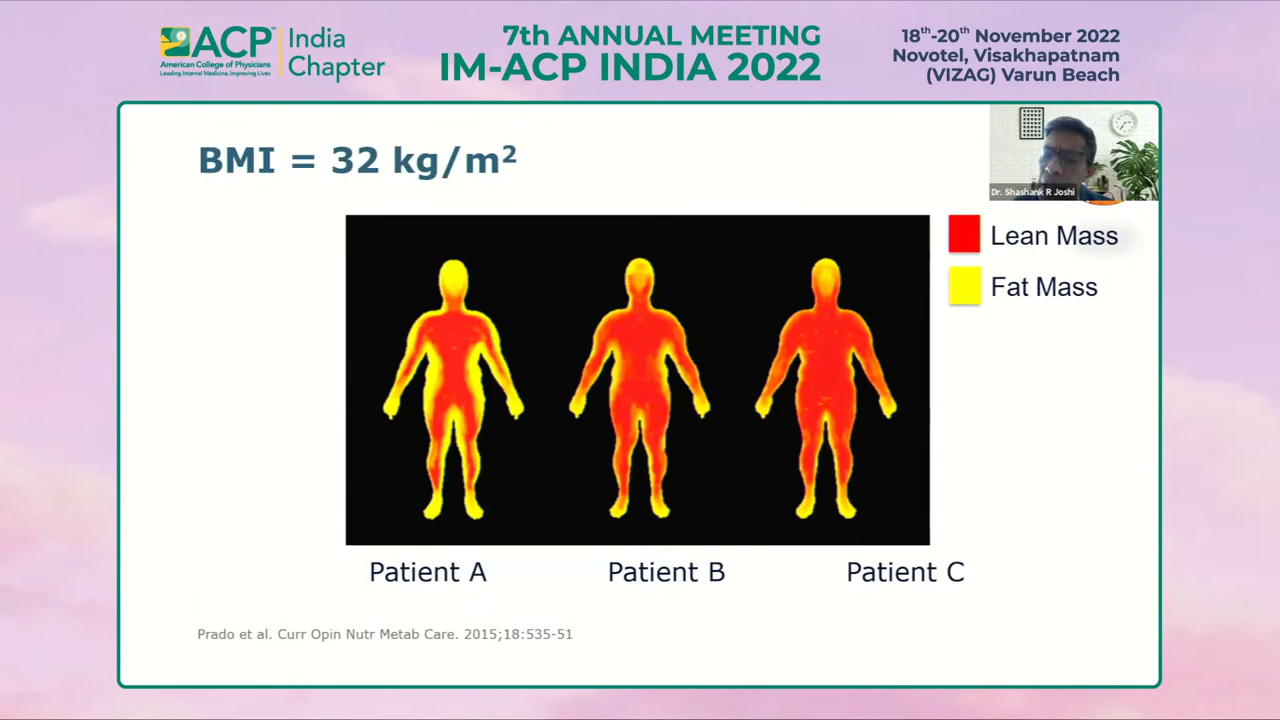 ACP
American College of Physicians
Leading Internal Medicine, Improving Lives
India
Chapter
7th ANNUAL MEETING
IM-ACP INDIA 2022
18th-20th November 2022
Novotel, Visakhapatnam
(VIZAG) Varun Beach
BMI = 32 kg/m²
Dr. Shashank R Joshi
Lean Mass
Fat Mass
Patient A
Patient B
Patient C
Prado et al. Curr Opin Nutr Metab Care. 2015;18:535-51